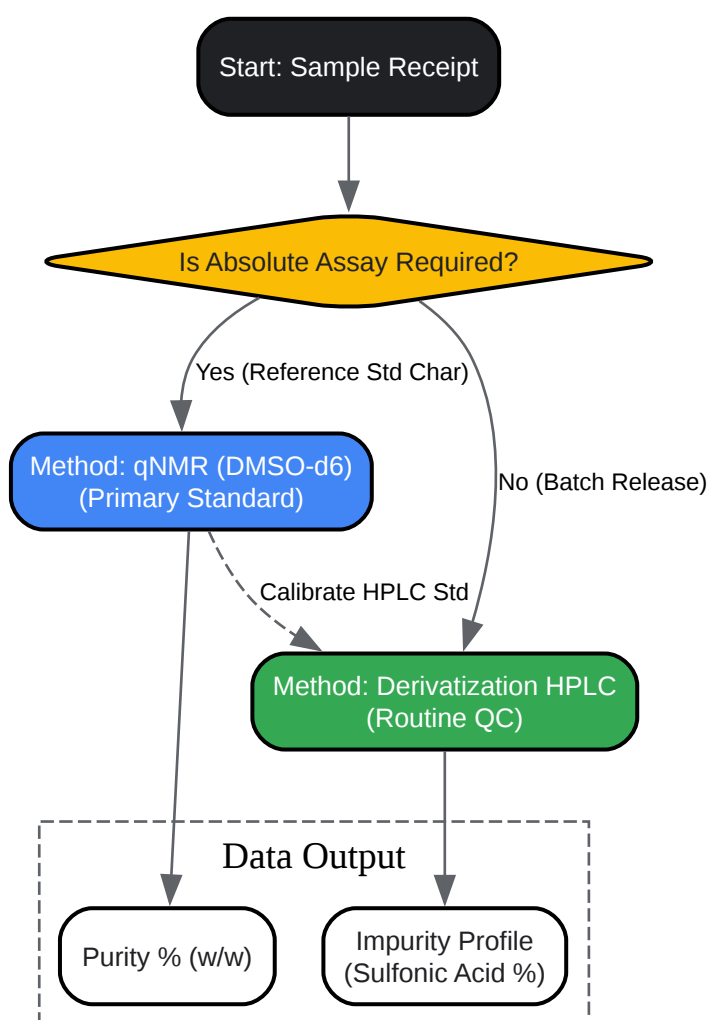 Start: Sample Receipt
Is Absolute Assay Required?
Yes (Reference Std Char)
Method: qNMR (DMSO-d6)
(Primary Standard)
No (Batch Release)
Calibrate HPLC Std
Method: Derivatization HPLC
(Routine QC)
Data Output
Purity % (w/w)
Impurity Profile
(Sulfonic Acid %)